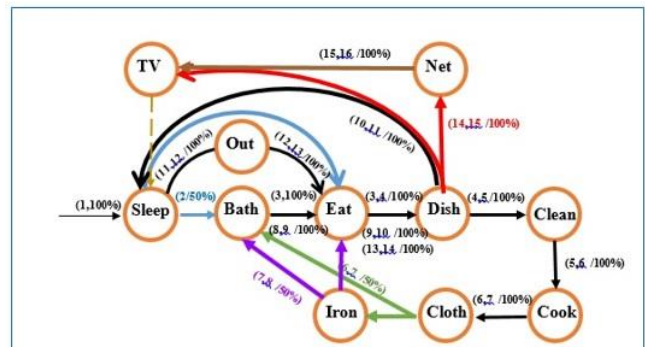 (15,16, /100%)
TV
Net
(10,11, /100%)
(14,15, /100%)
(11,12, /100%)
Out
(12,13, /100%)
(1,100%)
Sleep
(2/50%)
Bath
(3,100%)
Eat
(3,4, /100%)
Dish
(4,5, /100%)
Clean
(8,9, /100%)
(9,10, /100%)
(13,14, /100%)
(5,6, /100%)
(7,8, /50%)
(6,7, /50%)
Iron
Cloth
(6,7, /100%)
Cook